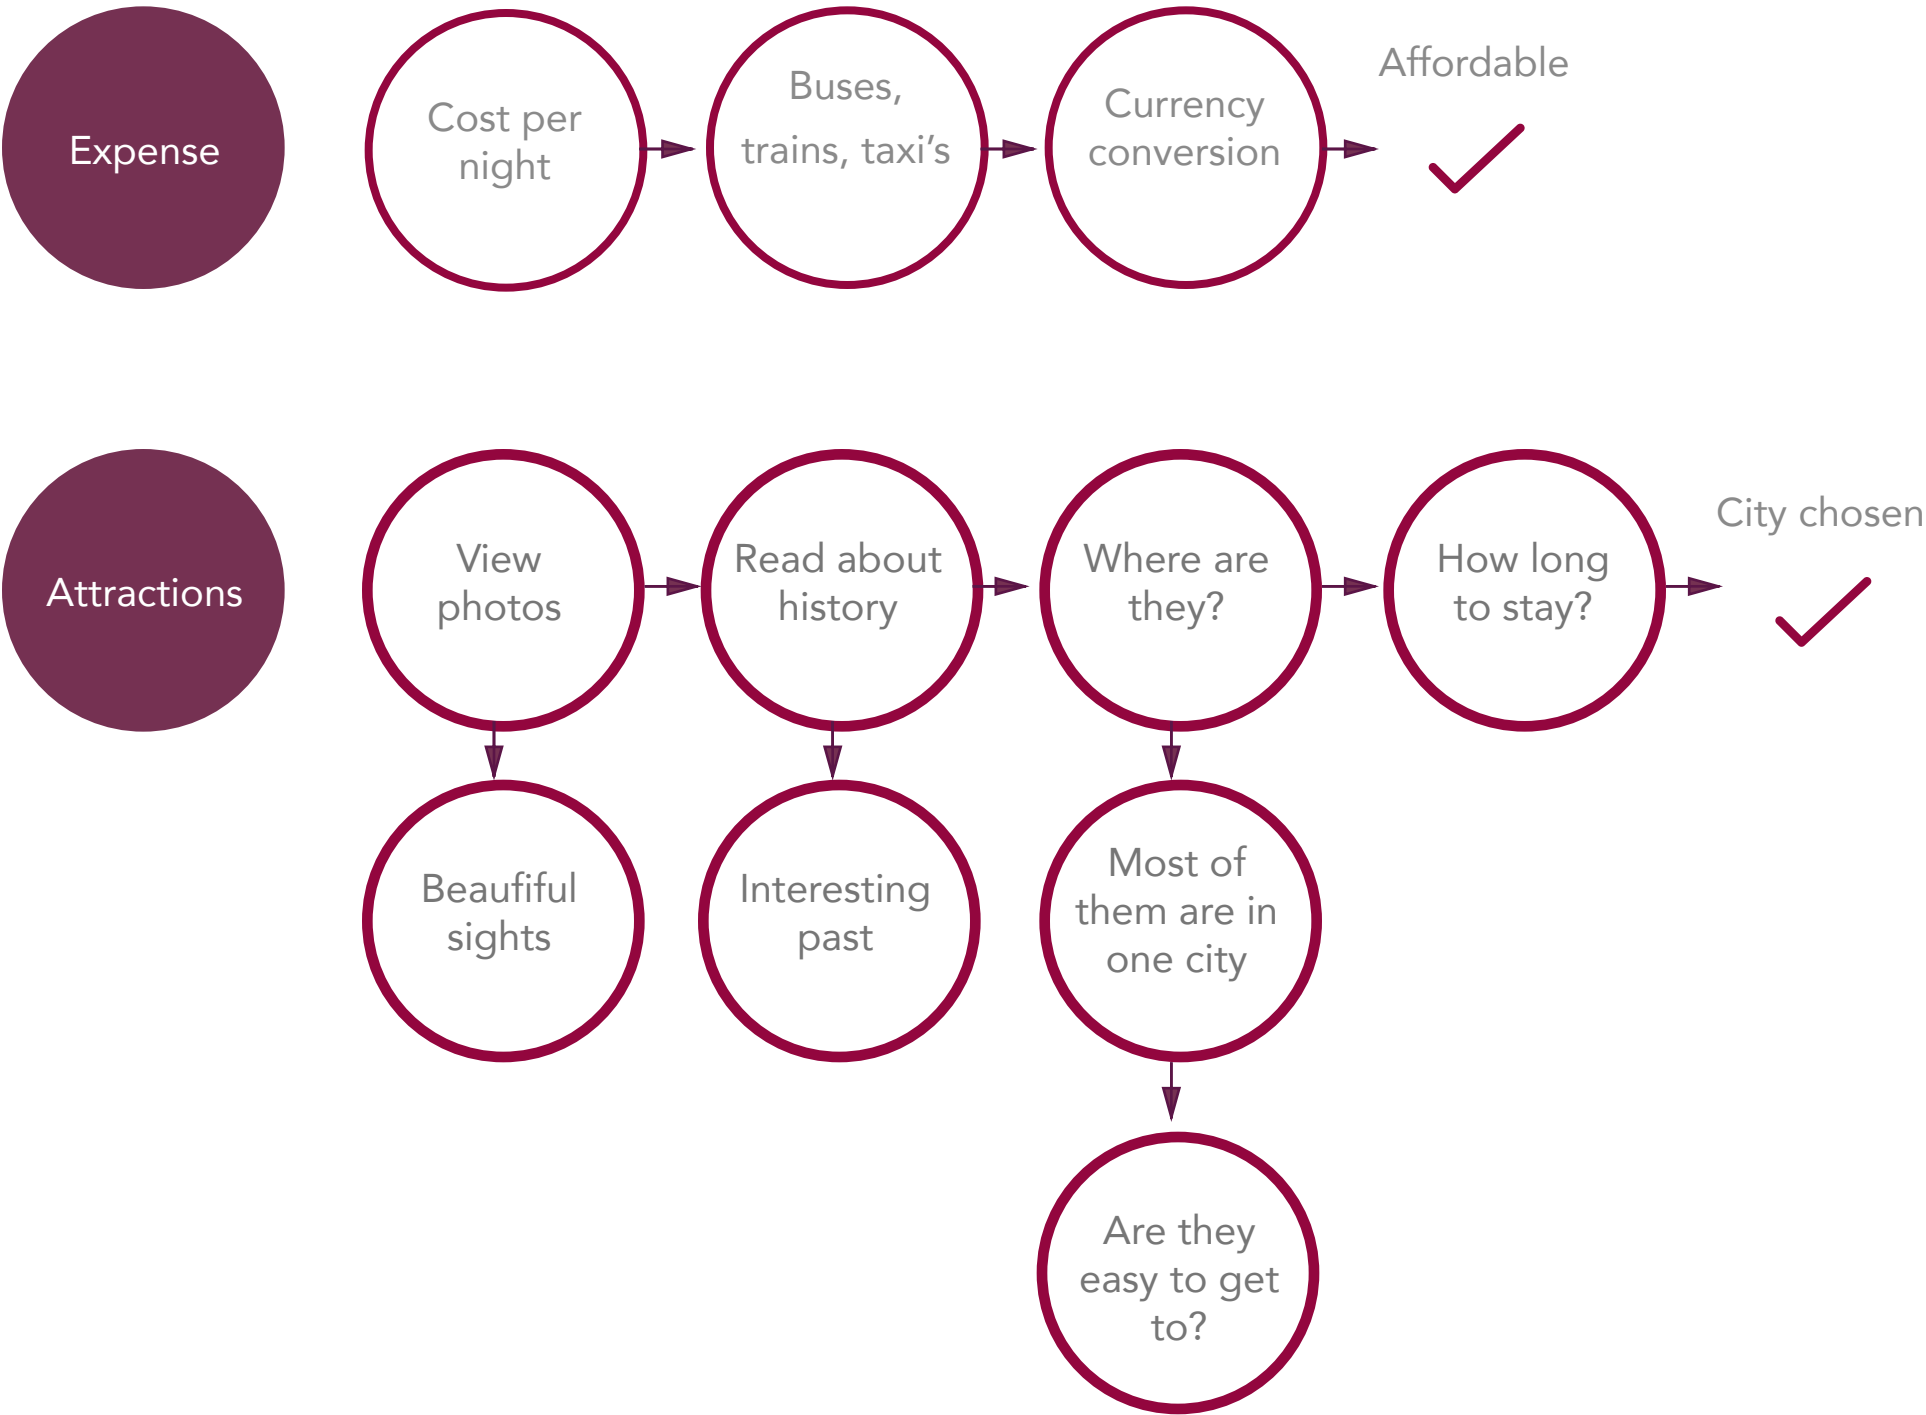 Expense
Cost per
night
Buses,
trains, taxi's
Currency
conversion
Affordable
Attractions
View
photos
Read about
history
Where are
they?
How long
to stay?
City chosen
Beaufiful
sights
Interesting
past
Most of
them are in
one city
Are they
easy to get
to?